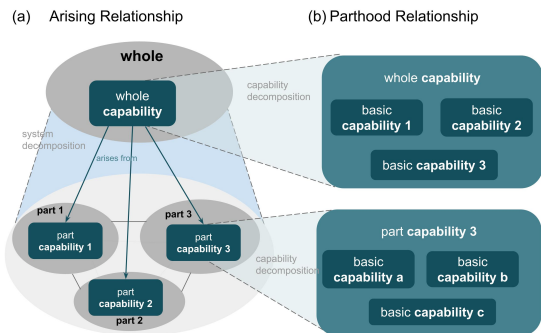 (a) Arising Relationship
(b) Parthood Relationship
whole
whole
capability
capability
decomposition
system
decomposition
arises from
part 1
part
capability 1
part 3
part
capability 3
part
capability 2
part 2
capability
decomposition
whole capability
basic
capability 1
basic
capability 2
basic capability 3
part capability 3
basic
capability a
basic
capability b
basic capability c